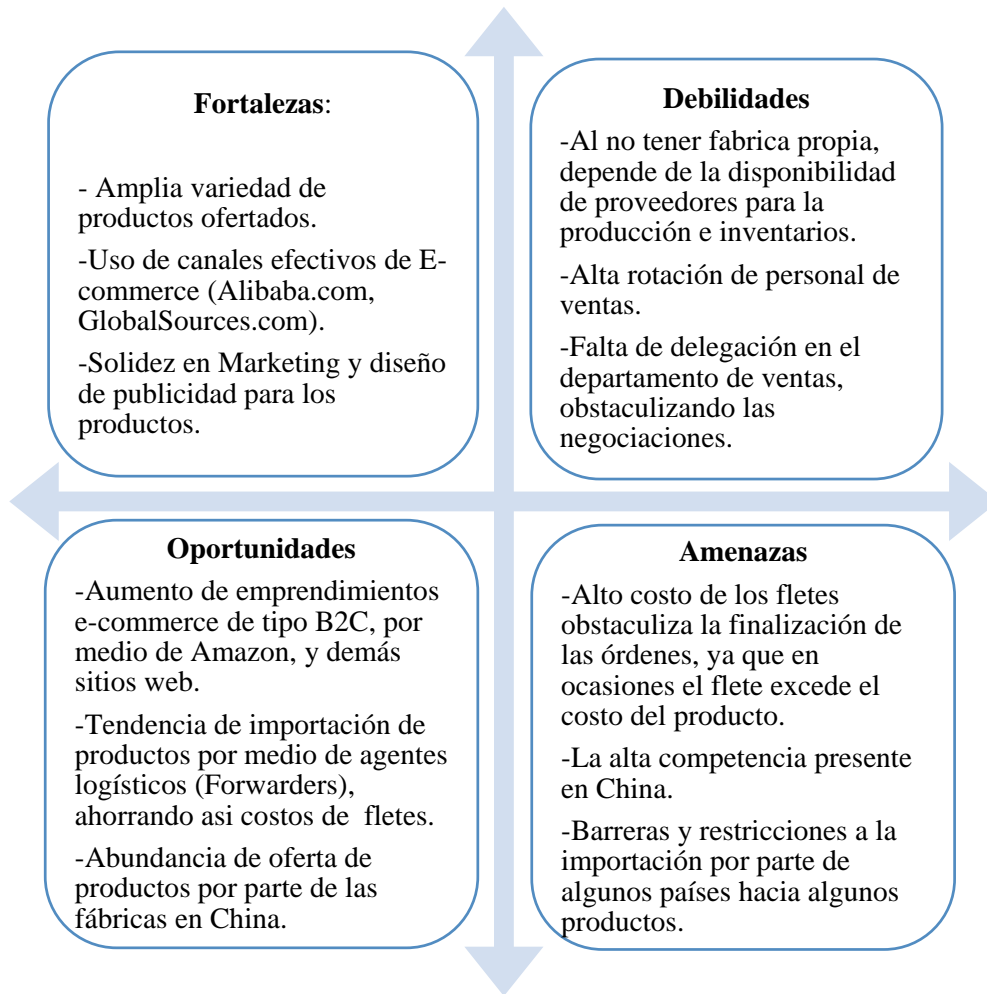 Fortalezas:
- Amplia variedad de
productos ofertados.
-Uso de canales efectivos de E-
commerce (Alibaba.com,
GlobalSources.com).
-Solidez en Marketing y diseño
de publicidad para los
productos.
Debilidades
-Al no tener fabrica propia,
depende de la disponibilidad
de proveedores para la
producción e inventarios.
-Alta rotación de personal de
ventas.
-Falta de delegación en el
departamento de ventas,
obstaculizando las
negociaciones.
Oportunidades
-Aumento de emprendimientos
e-commerce de tipo B2C, por
medio de Amazon, y demás
sitios web.
-Tendencia de importación de
productos por medio de agentes
logísticos (Forwarders),
ahorrando asi costos de  fletes.
-Abundancia de oferta de
productos por parte de las
fábricas en China.
Amenazas
-Alto costo de los fletes
obstaculiza la finalización de
las órdenes, ya que en
ocasiones el flete excede el
costo del producto.
-La alta competencia presente
en China.
-Barreras y restricciones a la
importación por parte de
algunos países hacia algunos
productos.